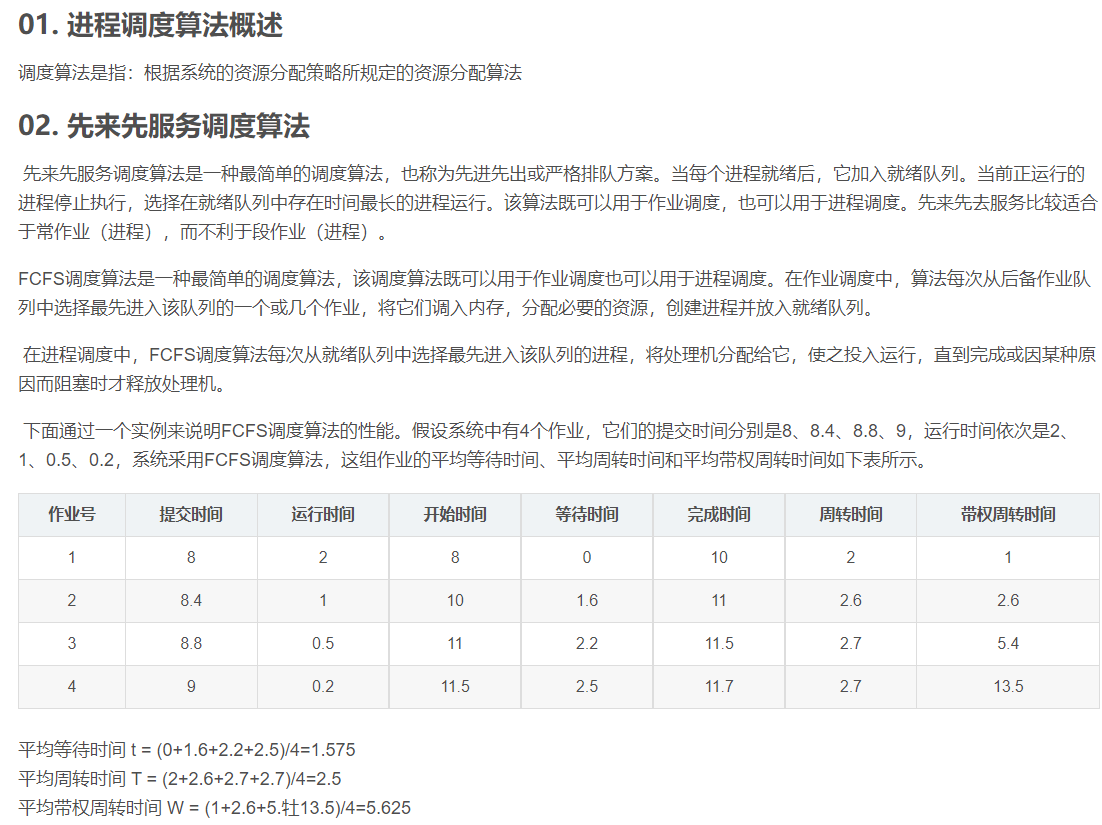 01. 进程调度算法概述
调度算法是指：根据系统的资源分配策略所规定的资源分配算法
02. 先来先服务调度算法
先来先服务调度算法是一种最简单的调度算法，也称为先进先出或严格排队方案。当每个进程就绪后，它加入就绪队列。当前正运行的
进程停止执行，选择在就绪队列中存在时间最长的进程运行。该算法既可以用于作业调度，也可以用于进程调度。先来先去服务比较适合
于常作业（进程），而不利于段作业（进程）。
FCFS调度算法是一种最简单的调度算法，该调度算法既可以用于作业调度也可以用于进程调度。在作业调度中，算法每次从后备作业队
列中选择最先进入该队列的一个或几个作业，将它们调入内存，分配必要的资源，创建进程并放入就绪队列。
在进程调度中，FCFS调度算法每次从就绪队列中选择最先进入该队列的进程，将处理机分配给它，使之投入运行，直到完成或因某种原
因而阻塞时才释放处理机。
下面通过一个实例来说明FCFS调度算法的性能。假设系统中有4个作业，它们的提交时间分别是8、8.4、8.8、9，运行时间依次是2、
1、0.5、0.2，系统采用FCFS调度算法，这组作业的平均等待时间、平均周转时间和平均带权周转时间如下表所示。
作业号 提交时间 运行时间 开始时间 等待时间 完成时间 周转时间 带权周转时间
1 8 2 8 0 10 2 1
2 8.4 1 10 1.6 11 2.6 2.6
3 8.8 0.5 11 2.2 11.5 2.7 5.4
4 9 0.2 11.5 2.5 11.7 2.7 13.5
平均等待时间 t = (0+1.6+2.2+2.5)/4=1.575
平均周转时间 T = (2+2.6+2.7+2.7)/4=2.5
平均带权周转时间 W = (1+2.6+5.牡13.5)/4=5.625